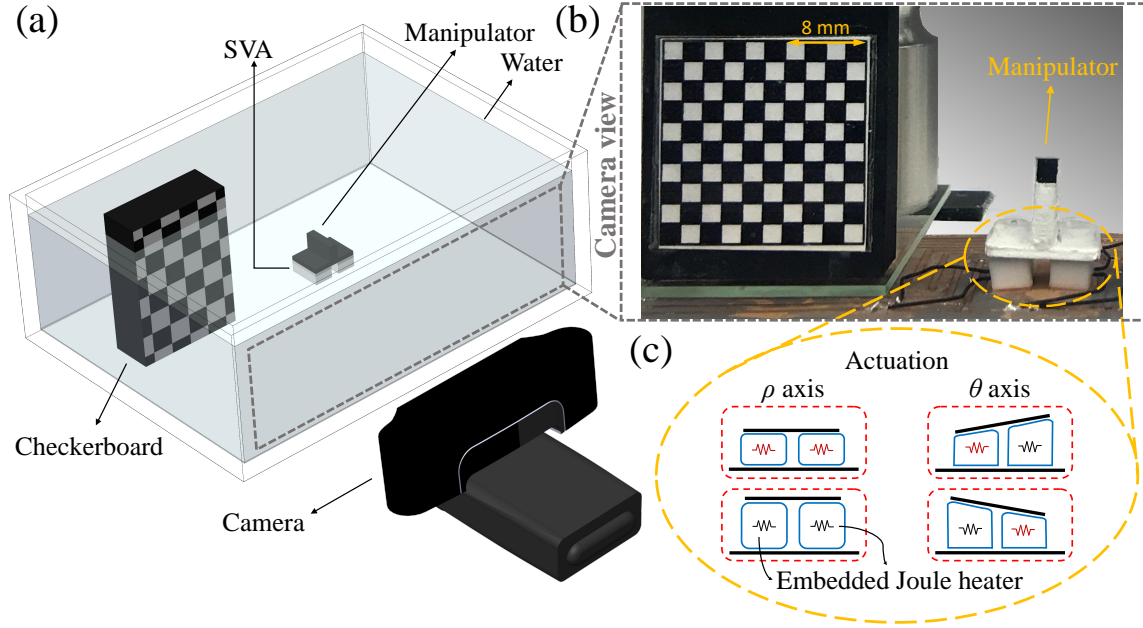 (a)
SVA
Manipulator
Water
Checkerboard
Camera
(b)
Camera view
8 mm
Manipulator
(c)
Actuation
ρ axis
θ axis
Embedded Joule heater